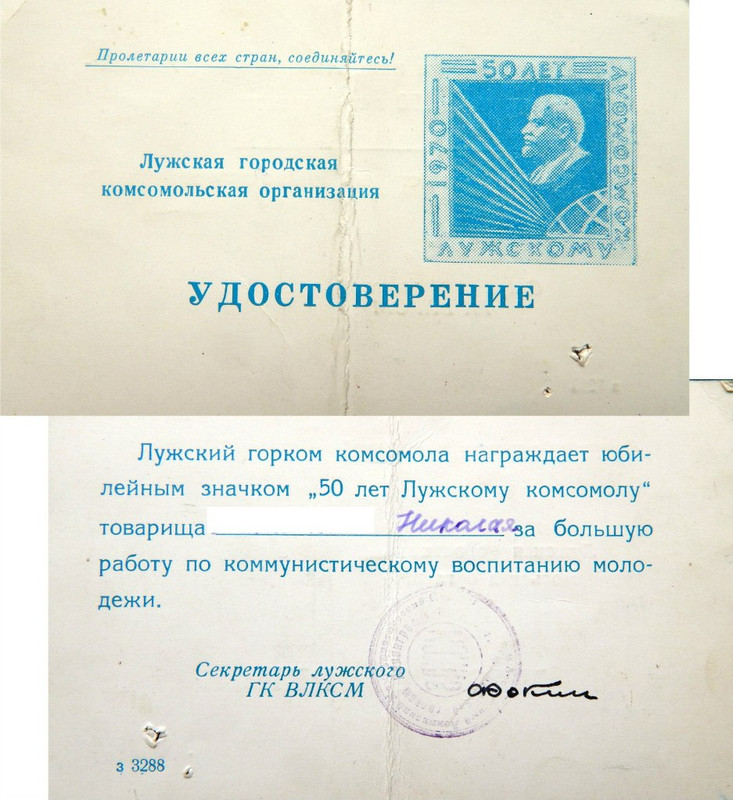 Пролетарии всех стран, соединяйтесь!
50 ЛЕТ
1970
ЛУЖСКОМУ
КОМСОМОЛУ
Лужская городская
комсомольская организация
УДОСТОВЕРЕНИЕ
Лужский горком комсомола награждает юби-
лейным значком „50 лет Лужскому комсомолу“
товарища Николая за большую
работу по коммунистическому воспитанию моло-
дежи.
Секретарь лужского
ГК ВЛКСМ
з 3288